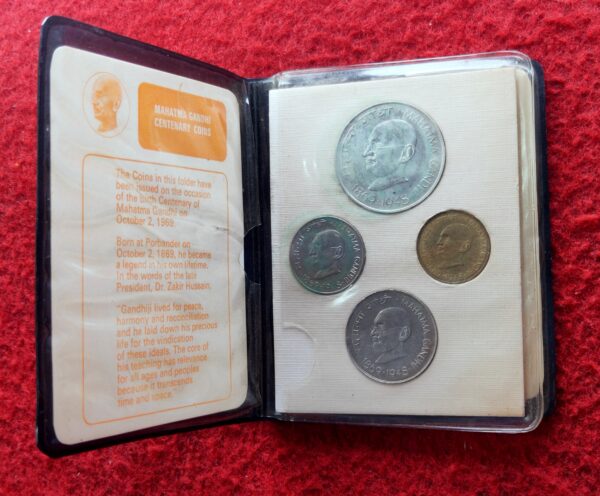 MAHATMA GANDHI
CENTENARY COINS
The Coins in this folder have
been issued on the occasion
of the Birth Centenary of
Mahatma Gandhi on
October 2, 1969
Born at Porbander on
October 2, 1869, he became
a legend in his own lifetime.
In the words of the late
President, Dr. Zakir Hussain,
"Gandhiji lived for peace,
harmony and reconciliation
and he laid down his precious
life for the vindication
of these ideals. The core of
his teaching has relevance
for all ages and peoples
because it transcends
time and space."
महात्मा गांधी MAHATMA GANDHI
1869-1948
MAHATMA GANDHI
महात्मा गांधी MAHATMA GANDHI
1869-1948